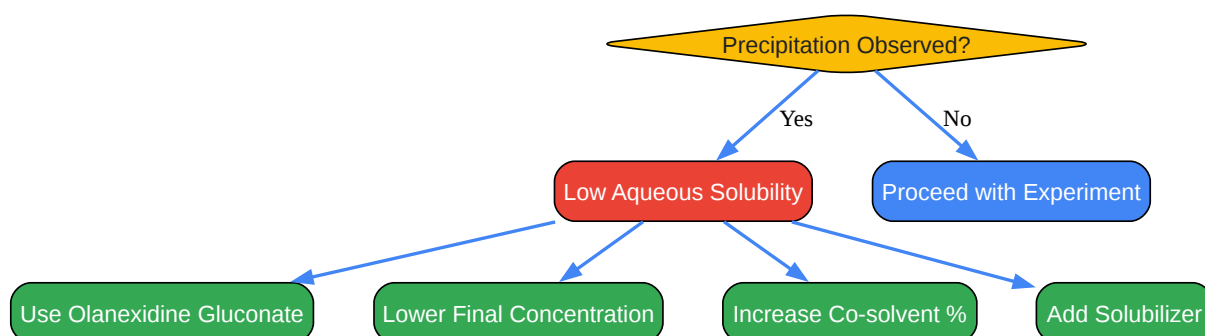 Precipitation Observed?
Yes
No
Low Aqueous Solubility
Proceed with Experiment
Use Olanexidine Gluconate
Lower Final Concentration
Increase Co-solvent %
Add Solubilizer